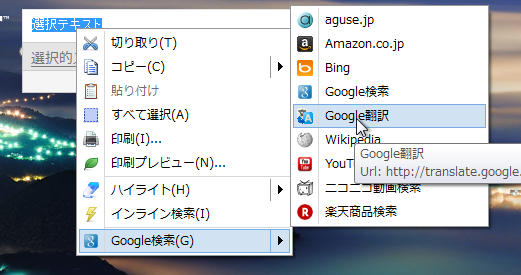 選択テキスト
選択的
切り取り(T)
コピー(C)
貼り付け
すべて選択(A)
印刷(I)...
印刷プレビュー(N)...
ハイライト(H)
インライン検索(I)
Google検索(G)
aguse.jp
Amazon.co.jp
Bing
Google検索
Google翻訳
Wikipedia
YouT
ニコニコ動画検索
楽天商品検索
Google翻訳
Url: http://translate.google.